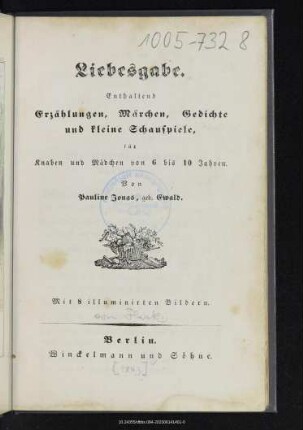 1005-732 8
Liebesgabe.
Enthaltend
Erzählungen, Märchen, Gedichte
und kleine Schauspiele,
für
Knaben und Mädchen von 6 bis 10 Jahren.
Von
Pauline Jonas, geb. Ewald.
Mit 8 illuminirten Bildern.
Berlin.
Winckelmann und Söhne.